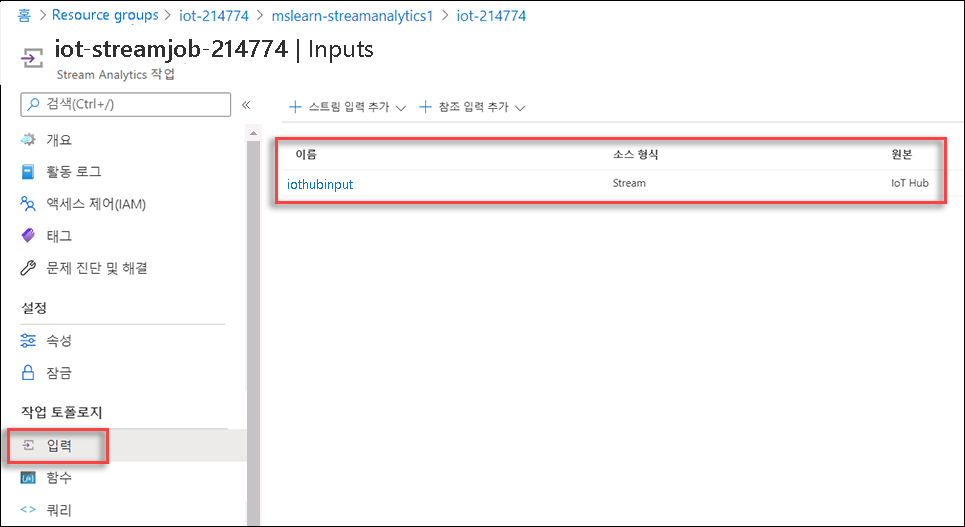 홈 > Resource groups > iot-214774 > mslearn-streamanalytics1 > iot-214774
iot-streamjob-214774 | Inputs
Stream Analytics 작업
검색(Ctrl+/)
«
스트림 입력 추가
참조 입력 추가
개요
활동 로그
액세스 제어(IAM)
태그
문제 진단 및 해결
설정
속성
잠금
작업 토폴로지
입력
함수
쿼리
이름 소스 형식 원본
iothubinput Stream IoT Hub